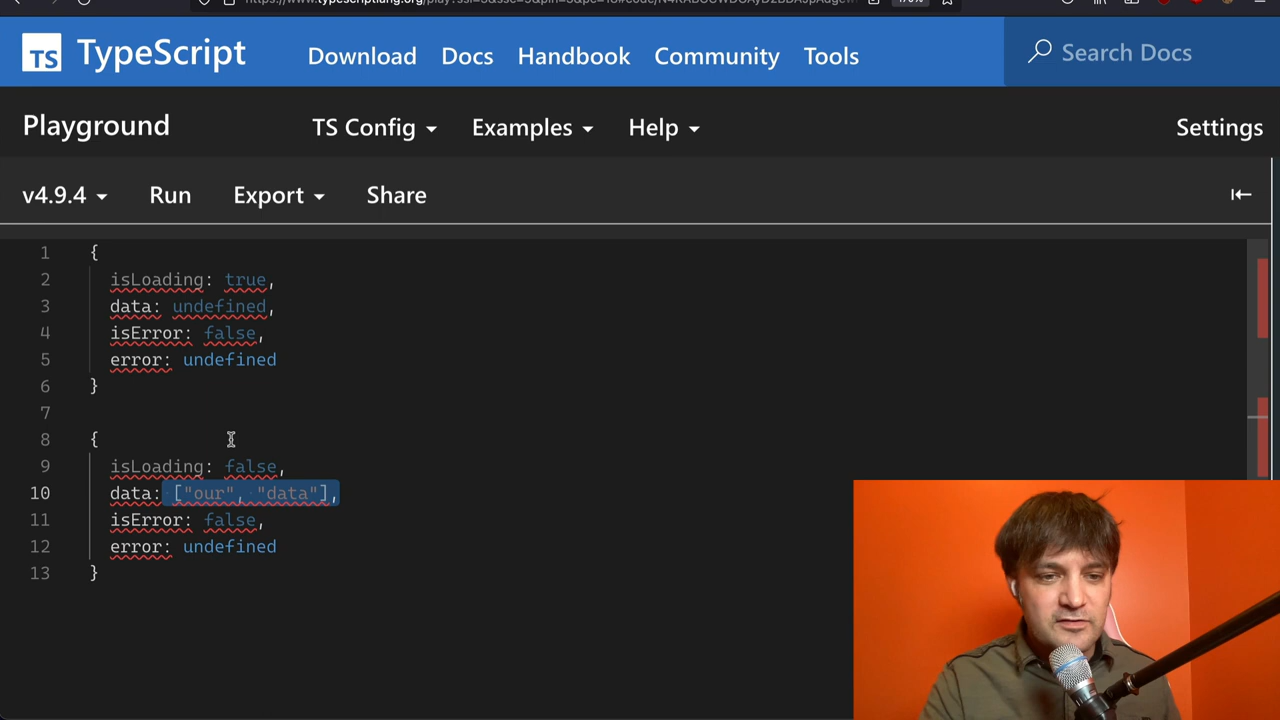 TS TypeScript Download Docs Handbook Community Tools Search Docs
Playground TS Config Examples Help Settings
v4.9.4 Run Export Share
1 {
2 isLoading: true,
3 data: undefined,
4 isError: false,
5 error: undefined
6 }
7
8 {
9 isLoading: false,
10 data: ["our", "data"],
11 isError: false,
12 error: undefined
13 }